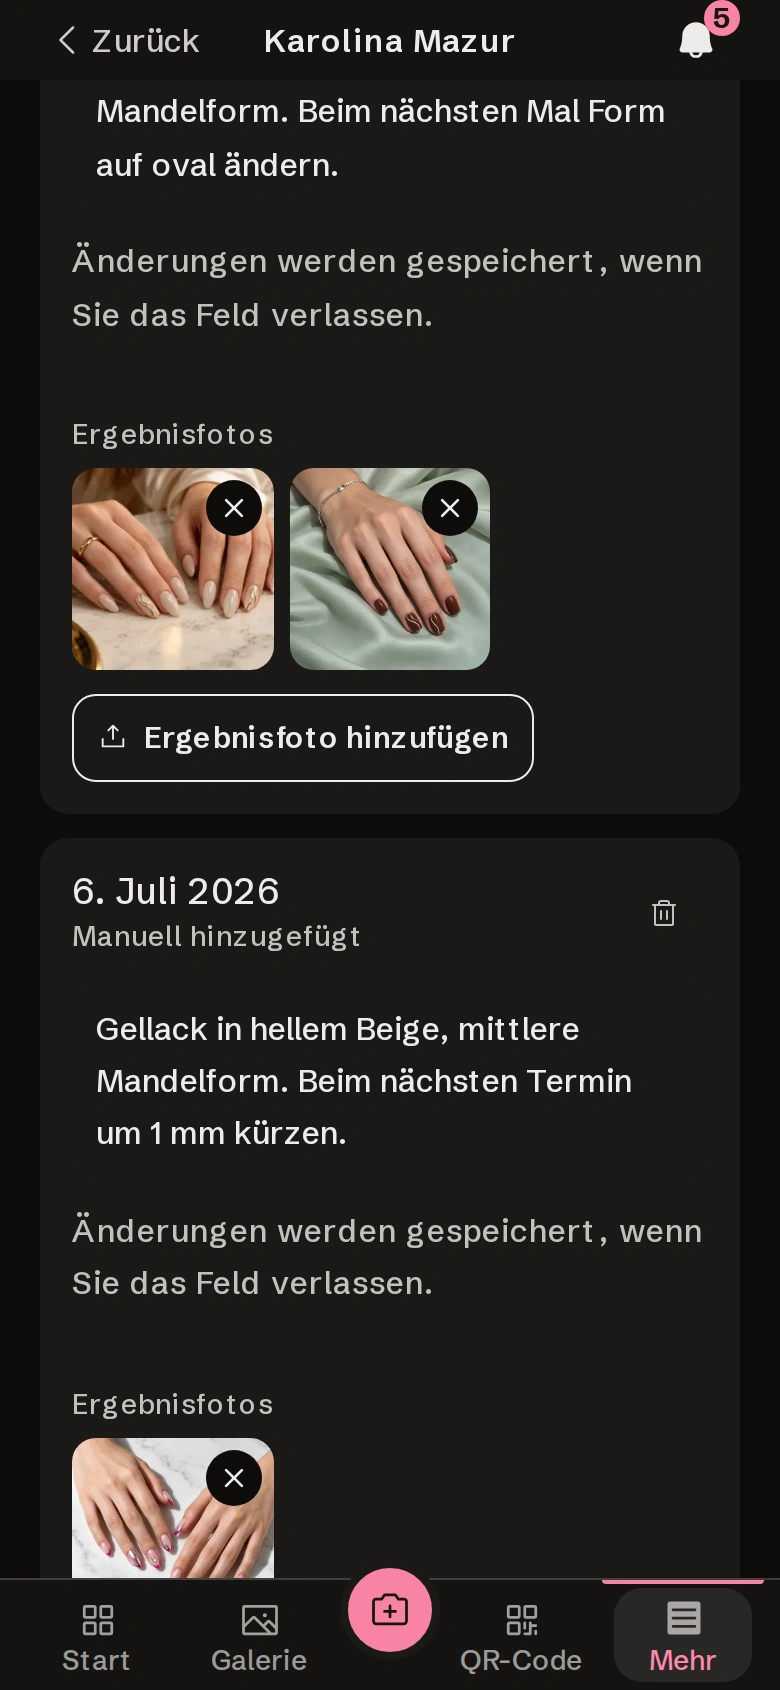 Zurück
Karolina Mazur
5
Mandelform. Beim nächsten Mal Form
auf oval ändern.
Änderungen werden gespeichert, wenn
Sie das Feld verlassen.
Ergebnisfotos
Ergebnisfoto hinzufügen
6. Juli 2026
Manuell hinzugefügt
Gellack in hellem Beige, mittlere
Mandelform. Beim nächsten Termin
um 1 mm kürzen.
Änderungen werden gespeichert, wenn
Sie das Feld verlassen.
Ergebnisfotos
Start
Galerie
QR-Code
Mehr